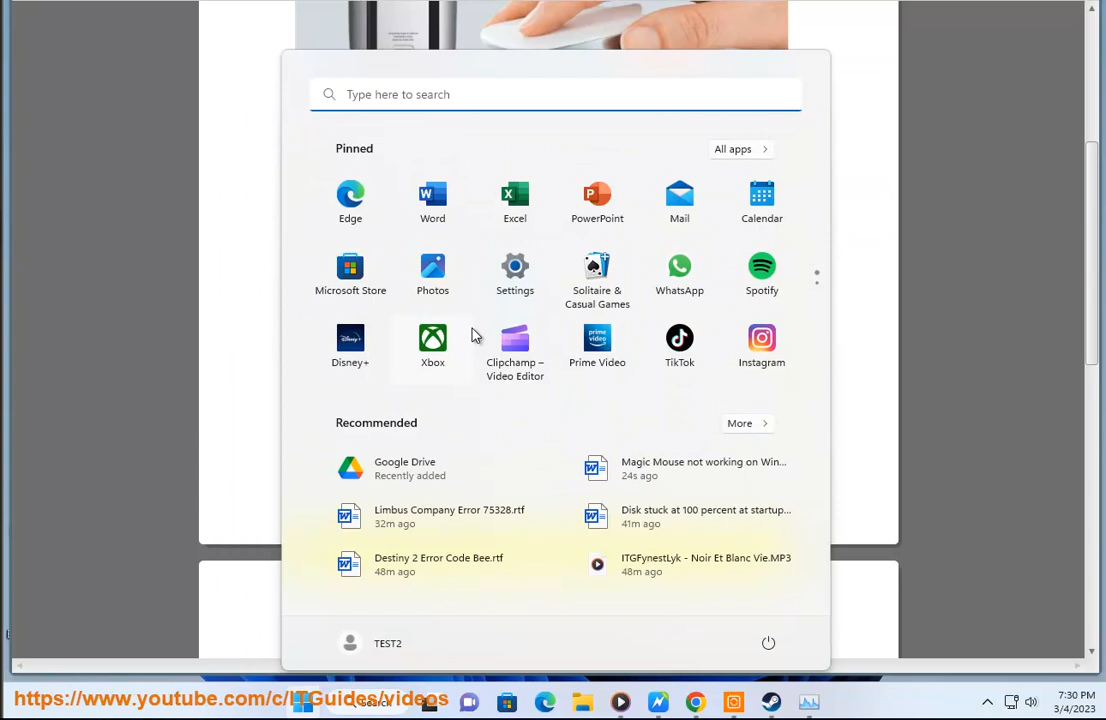 Type here to search
Pinned
All apps
Edge
Word
Excel
PowerPoint
Mail
Calendar
Microsoft Store
Photos
Settings
Solitaire &
Casual Games
WhatsApp
Spotify
Disney+
Xbox
Clipchamp –
Video Editor
Prime Video
TikTok
Instagram
Recommended
More
Google Drive
Recently added
Magic Mouse not working on Win...
24s ago
Limbus Company Error 75328.rtf
32m ago
Disk stuck at 100 percent at startup...
41m ago
Destiny 2 Error Code Bee.rtf
48m ago
ITGFynestLyk - Noir Et Blanc Vie.MP3
48m ago
TEST2
https://www.youtube.com/c/ITGuides/videos
Search
7:30 PM
3/4/2023